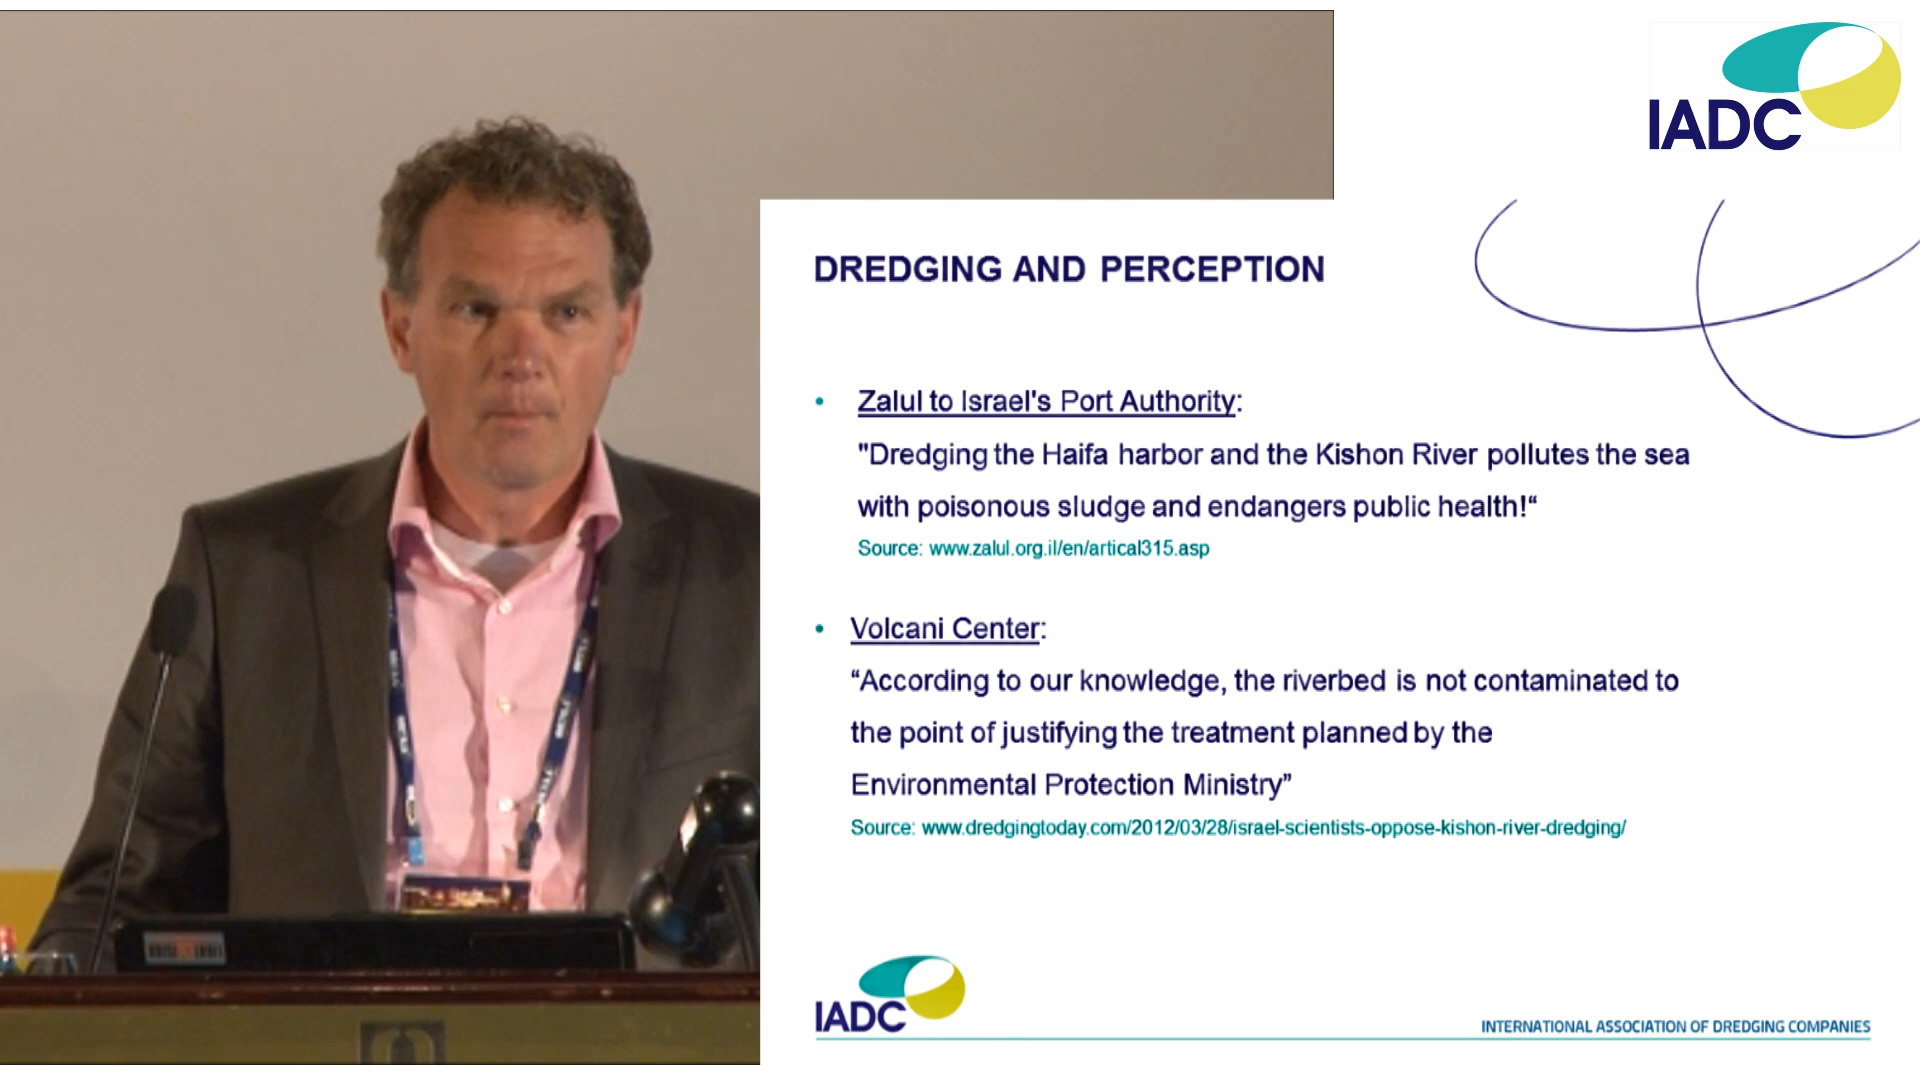 IADC
DREDGING AND PERCEPTION
• Zalul to Israel's Port Authority:
"Dredging the Haifa harbor and the Kishon River pollutes the sea
with poisonous sludge and endangers public health!“
Source: www.zalul.org.il/en/artical315.asp
• Volcani Center:
“According to our knowledge, the riverbed is not contaminated to
the point of justifying the treatment planned by the
Environmental Protection Ministry”
Source: www.dredgingtoday.com/2012/03/28/israel-scientists-oppose-kishon-river-dredging/
IADC
INTERNATIONAL ASSOCIATION OF DREDGING COMPANIES